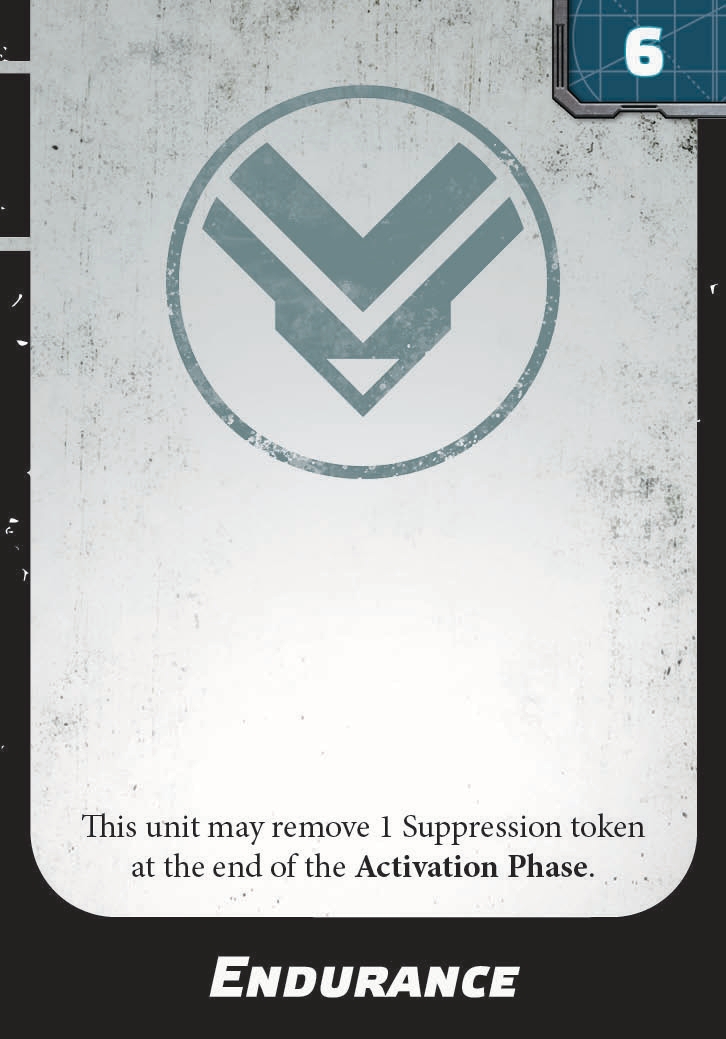 6
This unit may remove 1 Suppression token
at the end of the Activation Phase.
ENDURANCE